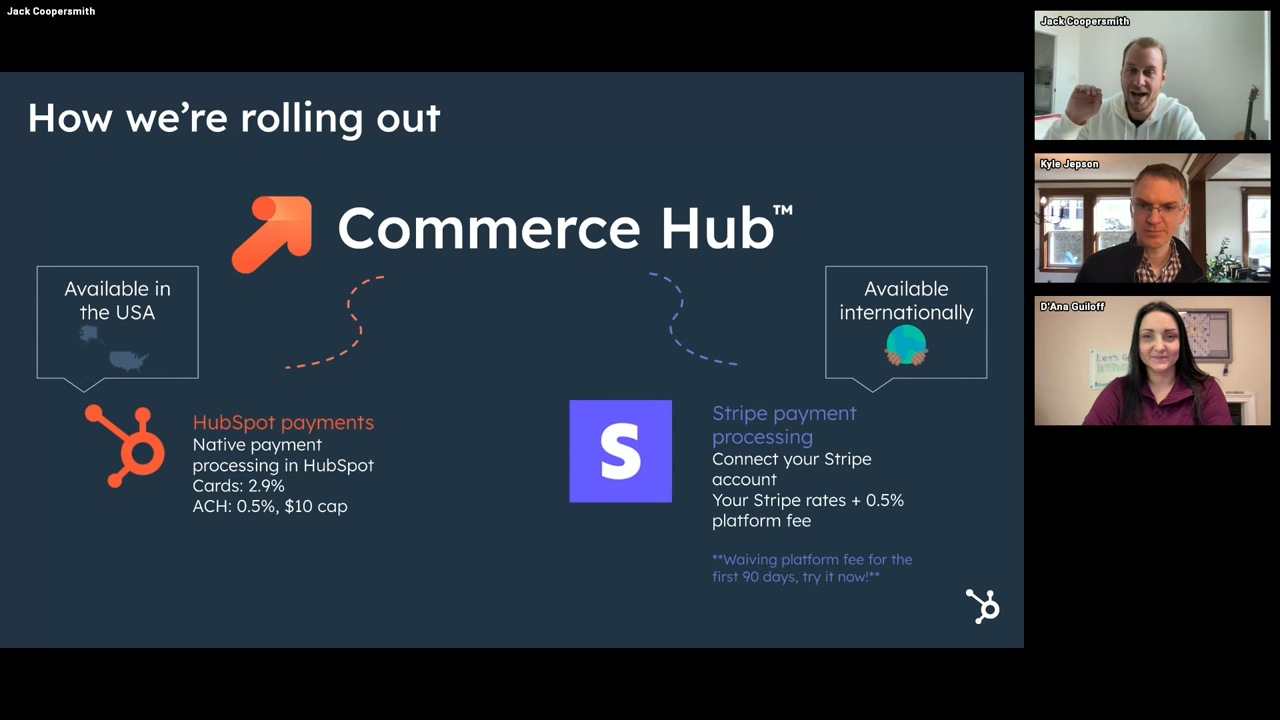 Jack Coopersmith
How we're rolling out
Commerce Hub™
Available in
the USA
Available
internationally
HubSpot payments
Native payment
processing in HubSpot
Cards: 2.9%
ACH: 0.5%, $10 cap
S
Stripe payment
processing
Connect your Stripe
account
Your Stripe rates + 0.5%
platform fee
**Waiving platform fee for the
first 90 days, try it now!**
Jack Coopersmith
Kyle Jepson
D'Ana Guiloff